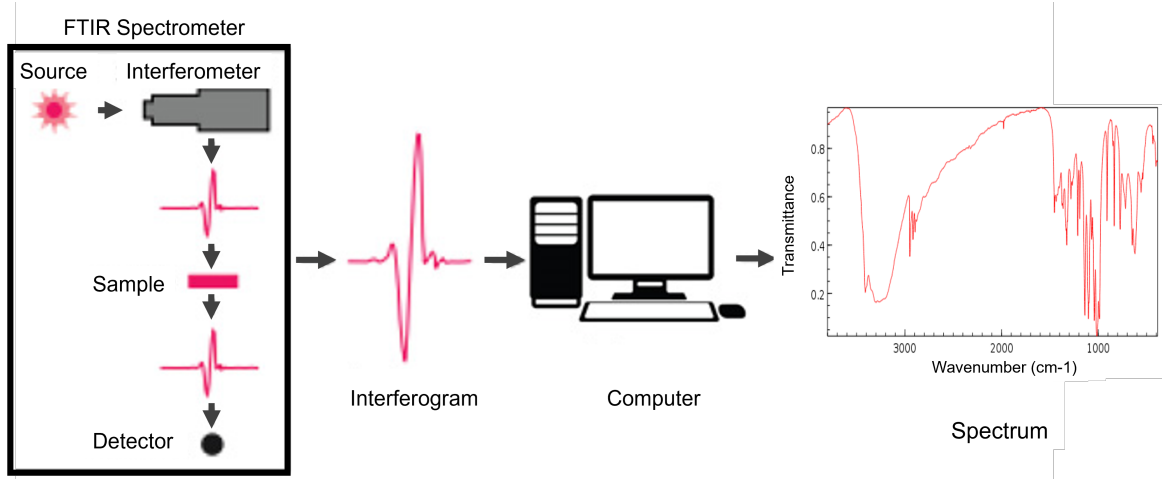 FTIR Spectrometer
Source
Interferometer
Sample
Detector
Interferogram
Computer
Transmittance
0.8
0.6
0.4
0.2
3000
2000
1000
Wavenumber (cm-1)
Spectrum